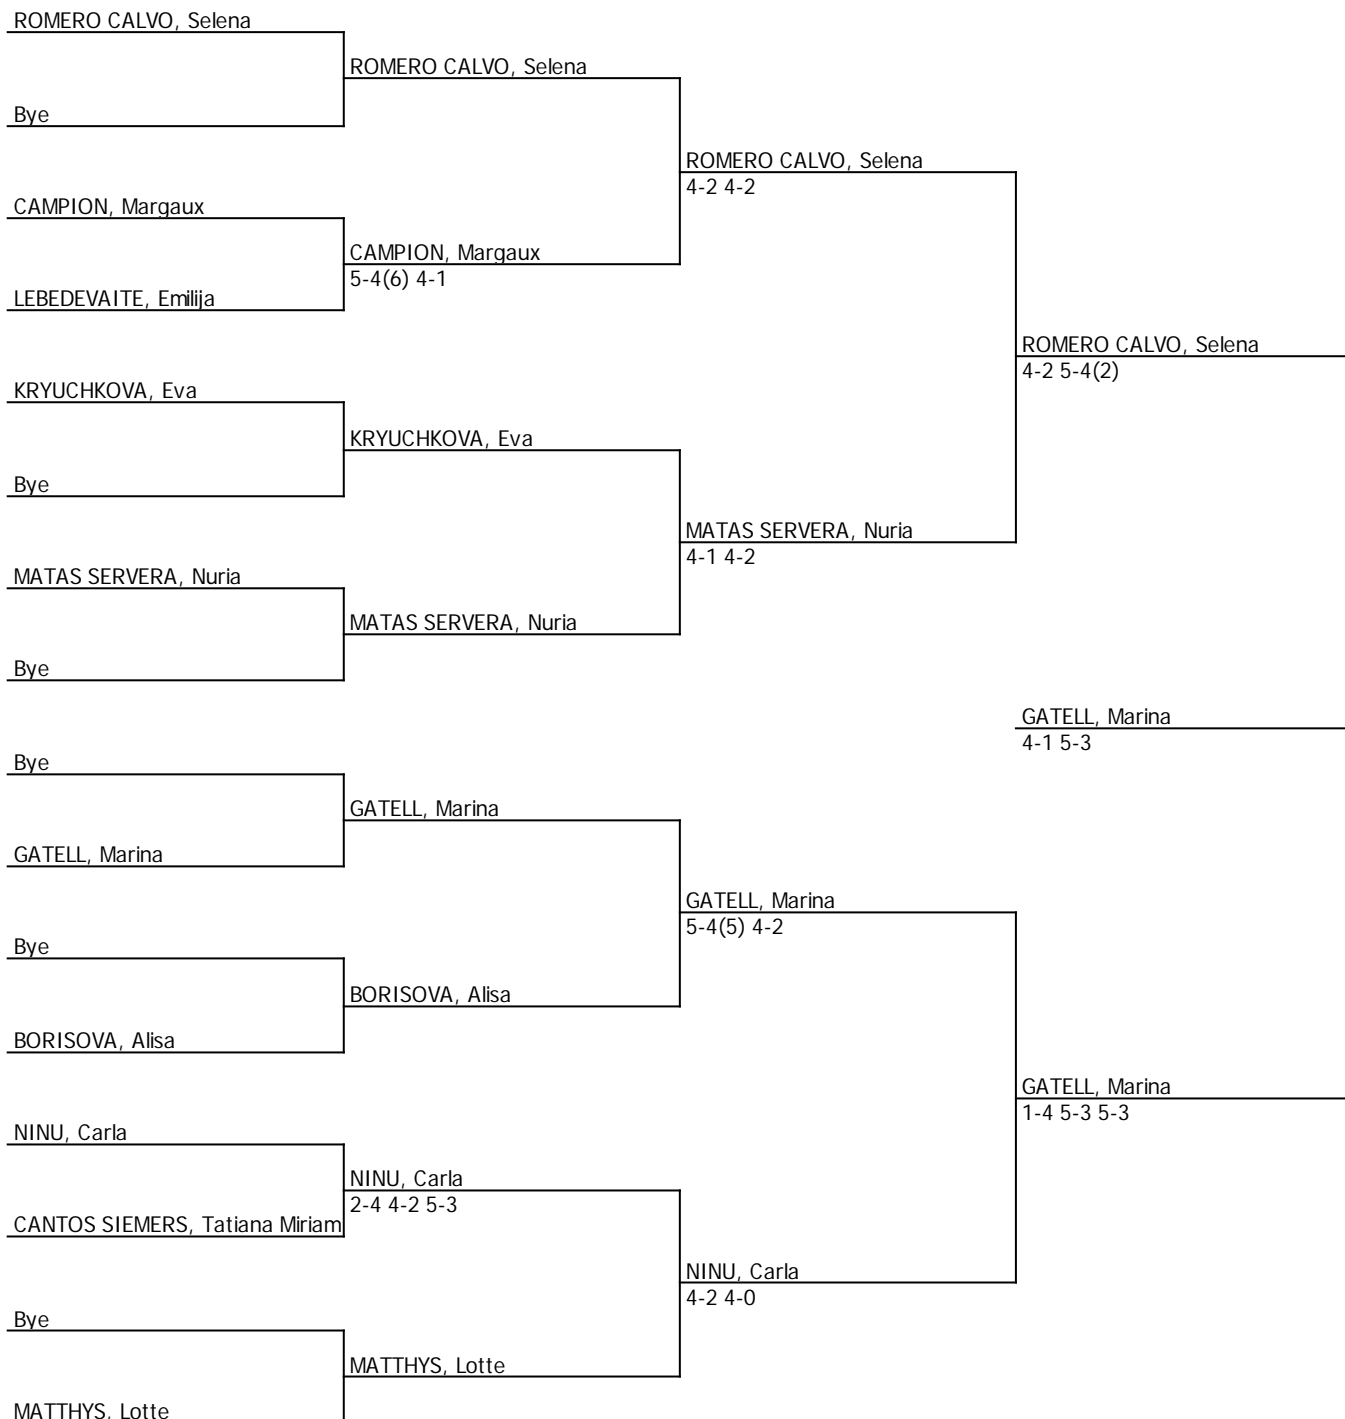 ROMERO CALVO, Selena
ROMERO CALVO, Selena
Bye
ROMERO CALVO, Selena
4-2 4-2
CAMPION, Margaux
CAMPION, Margaux
5-4(6) 4-1
LEBEDEVAITE, Emilija
ROMERO CALVO, Selena
4-2 5-4(2)
KRYUCHKOVA, Eva
KRYUCHKOVA, Eva
Bye
MATAS SERVERA, Nuria
4-1 4-2
MATAS SERVERA, Nuria
MATAS SERVERA, Nuria
Bye
GATELL, Marina
4-1 5-3
Bye
GATELL, Marina
GATELL, Marina
GATELL, Marina
5-4(5) 4-2
Bye
BORISOVA, Alisa
BORISOVA, Alisa
GATELL, Marina
1-4 5-3 5-3
NINU, Carla
NINU, Carla
2-4 4-2 5-3
CANTOS SIEMERS, Tatiana Miriam
NINU, Carla
4-2 4-0
Bye
MATTHYS, Lotte
MATTHYS, Lotte